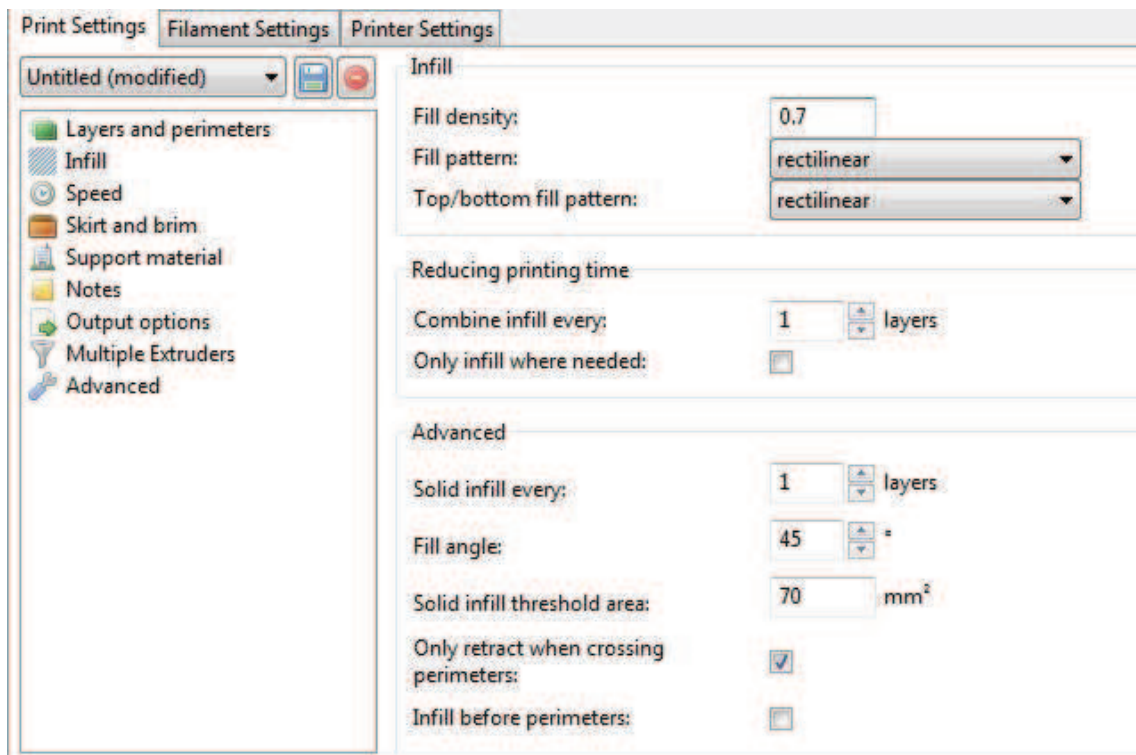 Print Settings
Filament Settings
Printer Settings
Untitled (modified)
Layers and perimeters
Infill
Speed
Skirt and brim
Support material
Notes
Output options
Multiple Extruders
Advanced
Infill
Fill density: 0.7
Fill pattern: rectilinear
Top/bottom fill pattern: rectilinear
Reducing printing time
Combine infill every: 1 layers
Only infill where needed:
Advanced
Solid infill every: 1 layers
Fill angle: 45 °
Solid infill threshold area: 70 mm²
Only retract when crossing
perimeters:
Infill before perimeters: